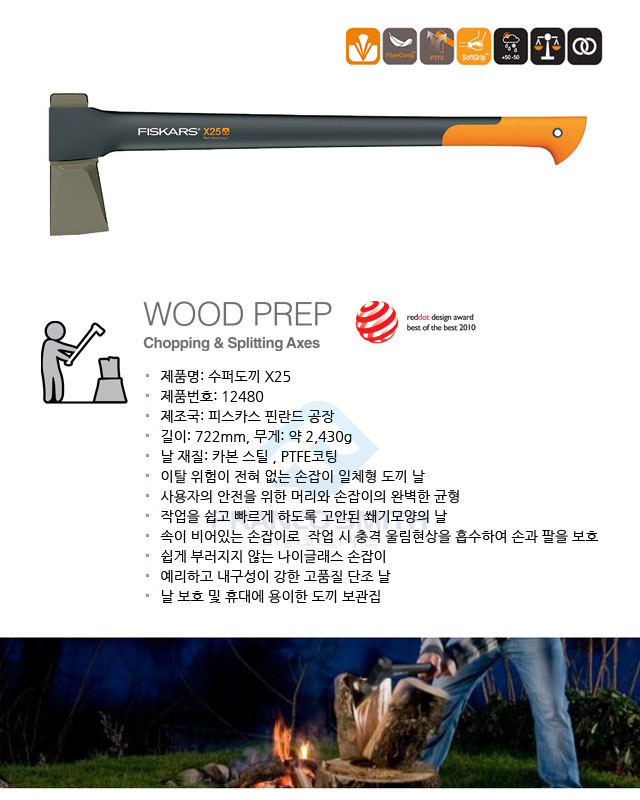 FiberComp™
PTFE
SoftGrip™
+50 -50
FISKARS® X25
WOOD PREP
Chopping & Splitting Axes
reddot design award
best of the best 2010
제품명: 수퍼도끼 X25
제품번호: 12480
제조국: 피스카스 핀란드 공장
길이: 722mm, 무게: 약 2,430g
날 재질: 카본 스틸 , PTFE코팅
이탈 위험이 전혀 없는 손잡이 일체형 도끼 날
사용자의 안전을 위한 머리와 손잡이의 완벽한 균형
작업을 쉽고 빠르게 하도록 고안된 쐐기모양의 날
속이 비어있는 손잡이로 작업 시 충격 울림현상을 흡수하여 손과 팔을 보호
쉽게 부러지지 않는 나이글래스 손잡이
예리하고 내구성이 강한 고품질 단조 날
날 보호 및 휴대에 용이한 도끼 보관집